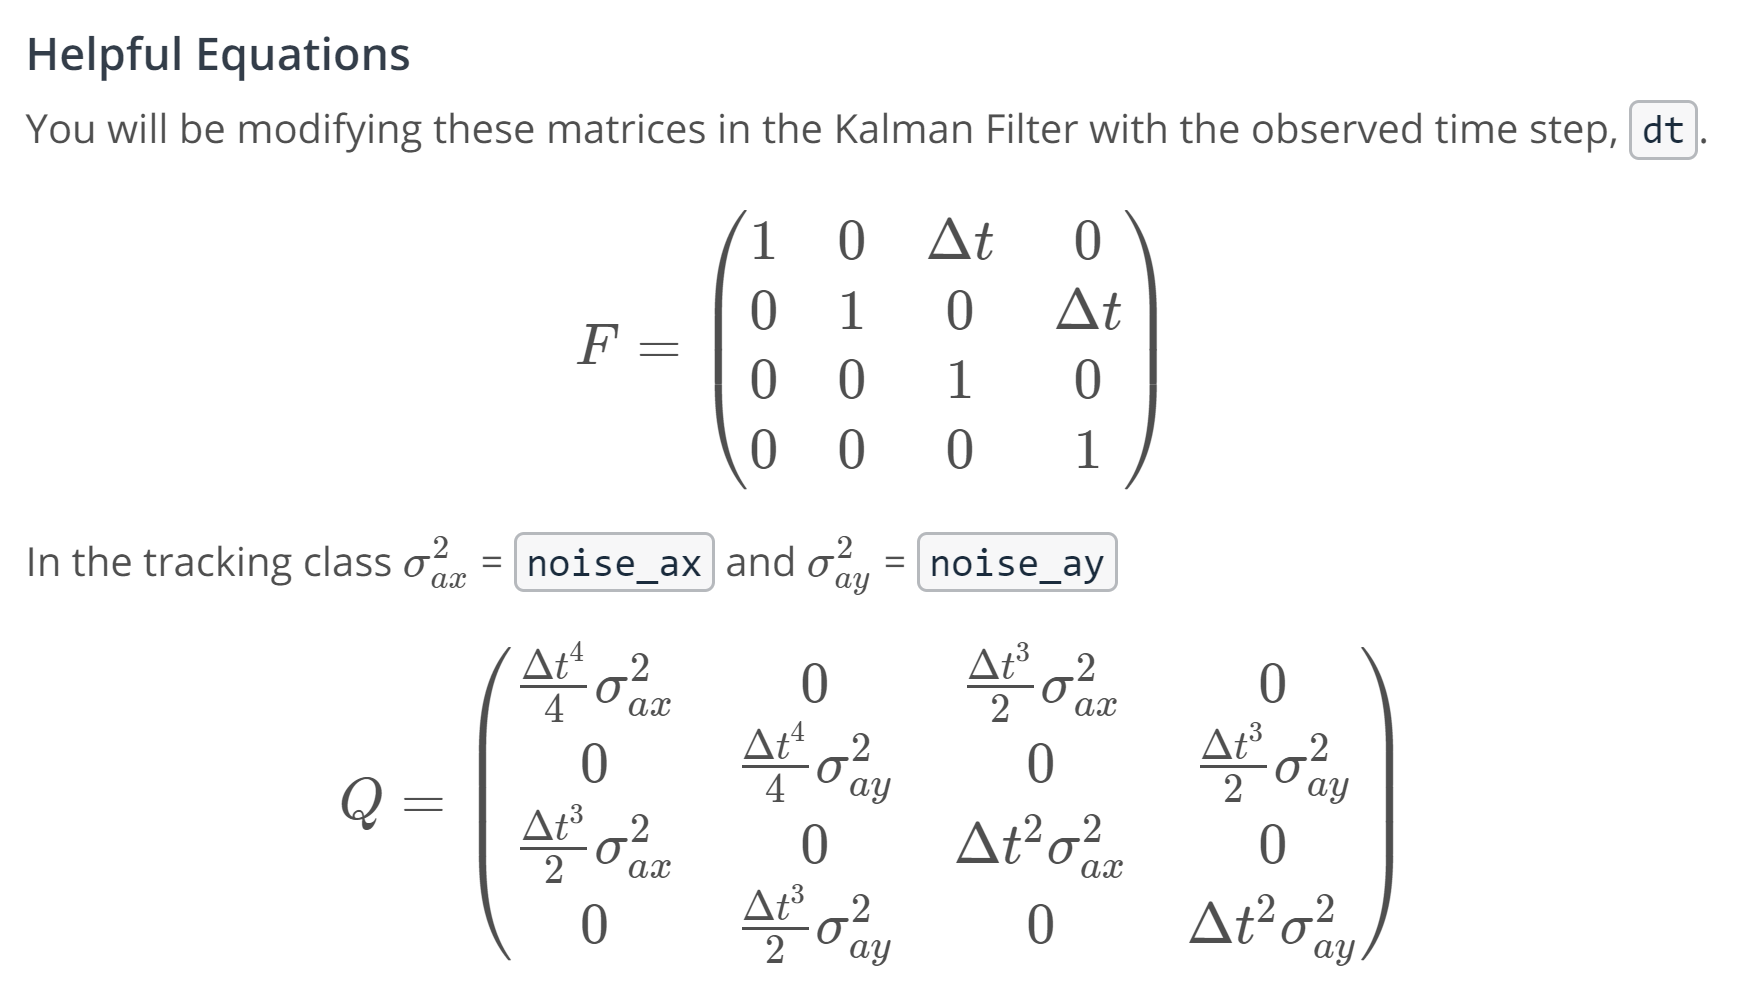 Helpful Equations
You will be modifying these matrices in the Kalman Filter with the observed time step, dt.
F = \begin{pmatrix} 1 & 0 & \Delta t & 0 \\ 0 & 1 & 0 & \Delta t \\ 0 & 0 & 1 & 0 \\ 0 & 0 & 0 & 1 \end{pmatrix}
In the tracking class \sigma_{ax}^2 = noise_ax and \sigma_{ay}^2 = noise_ay
Q = \begin{pmatrix} \frac{\Delta t^4}{4}\sigma_{ax}^2 & 0 & \frac{\Delta t^3}{2}\sigma_{ax}^2 & 0 \\ 0 & \frac{\Delta t^4}{4}\sigma_{ay}^2 & 0 & \frac{\Delta t^3}{2}\sigma_{ay}^2 \\ \frac{\Delta t^3}{2}\sigma_{ax}^2 & 0 & \Delta t^2\sigma_{ax}^2 & 0 \\ 0 & \frac{\Delta t^3}{2}\sigma_{ay}^2 & 0 & \Delta t^2\sigma_{ay}^2 \end{pmatrix}